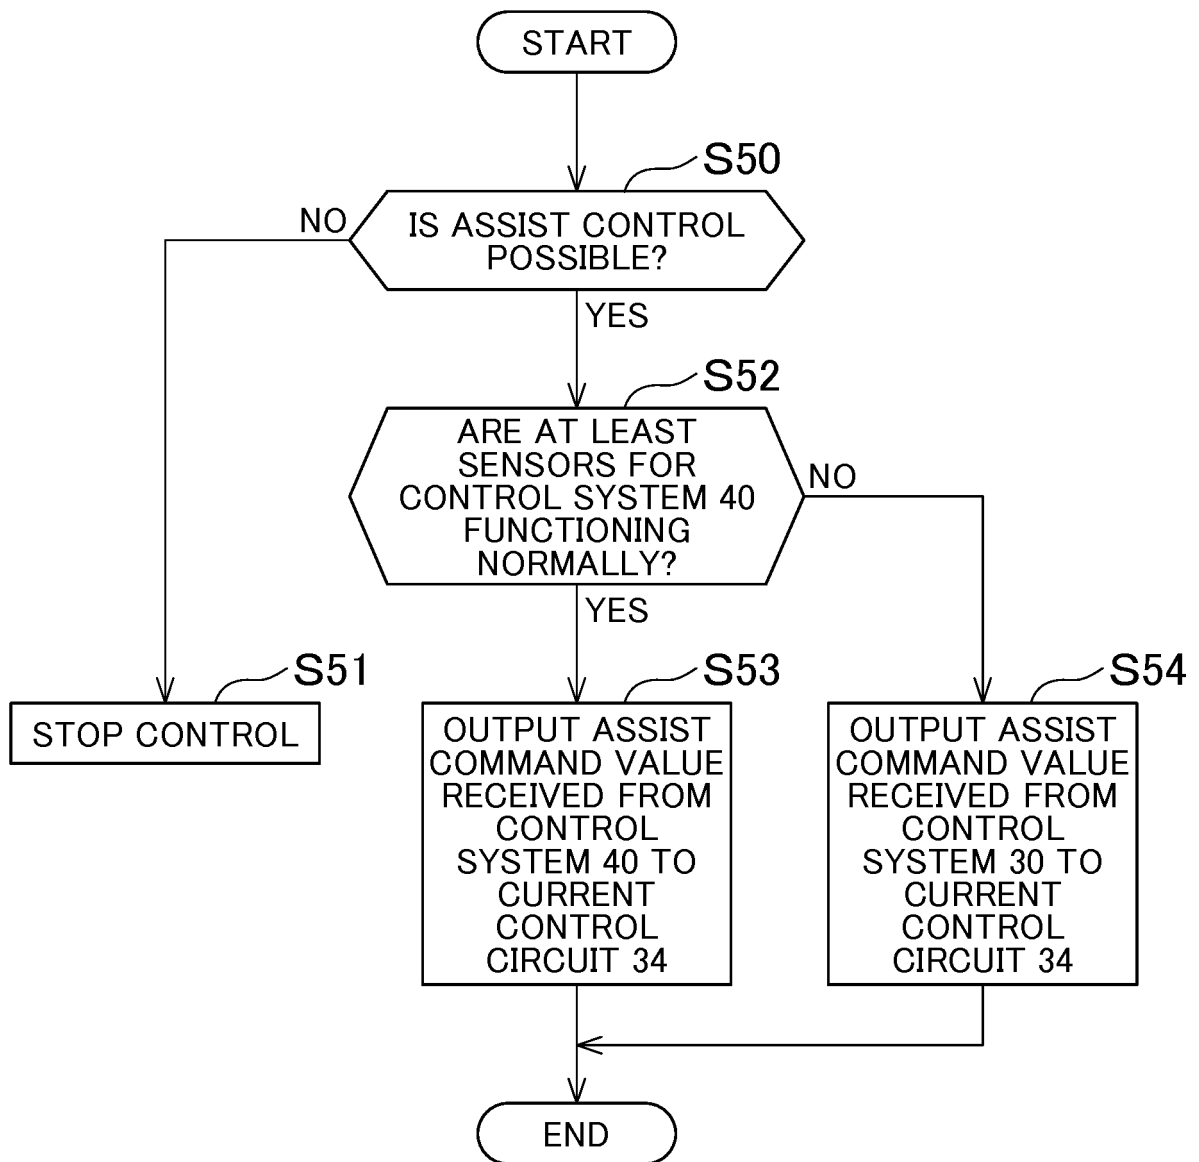 START
S50
NO
IS ASSIST CONTROL
POSSIBLE?
YES
S52
ARE AT LEAST
SENSORS FOR
CONTROL SYSTEM 40
FUNCTIONING
NORMALLY?
NO
YES
S51
STOP CONTROL
S53
OUTPUT ASSIST
COMMAND VALUE
RECEIVED FROM
CONTROL
SYSTEM 40 TO
CURRENT
CONTROL
CIRCUIT 34
S54
OUTPUT ASSIST
COMMAND VALUE
RECEIVED FROM
CONTROL
SYSTEM 30 TO
CURRENT
CONTROL
CIRCUIT 34
END